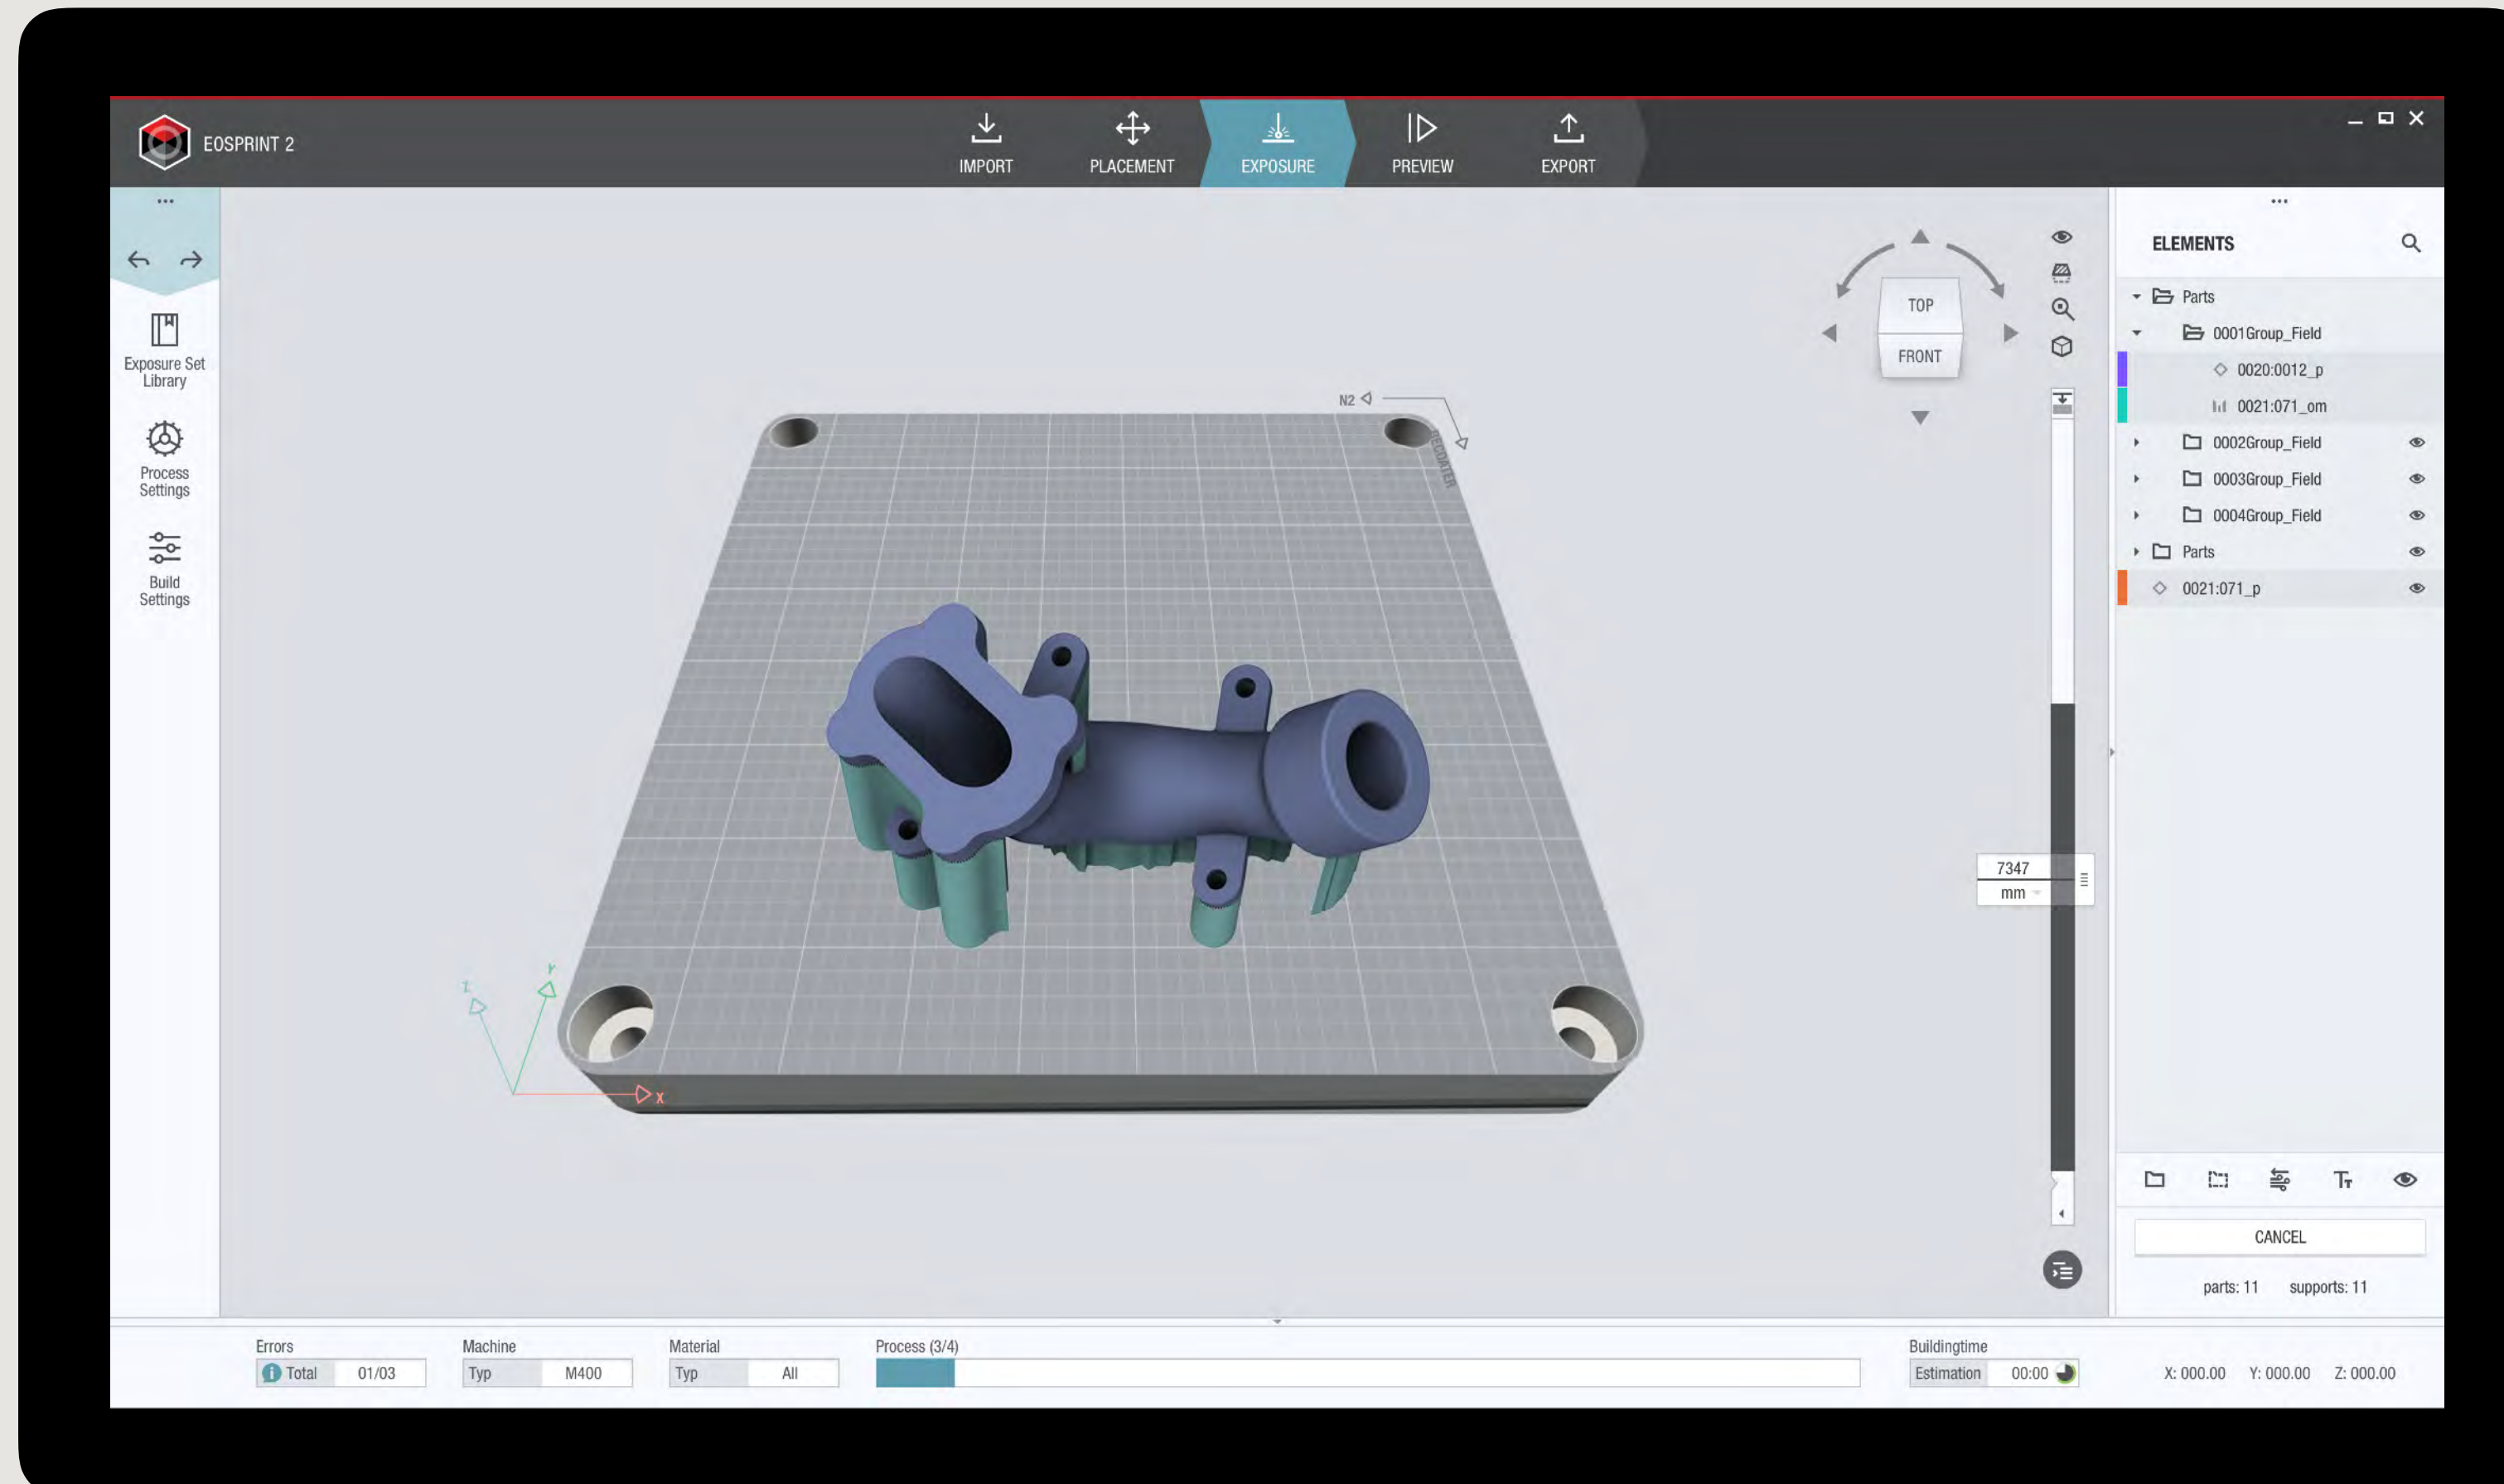 EOSPRINT 2
IMPORT
PLACEMENT
EXPOSURE
PREVIEW
EXPORT
Exposure Set
Library
Process
Settings
Build
Settings
N2
RECOATER
TOP
FRONT
7347
mm
Z
Y
X
ELEMENTS
Parts
0001Group_Field
0020:0012_p
0021:071_om
0002Group_Field
0003Group_Field
0004Group_Field
Parts
0021:071_p
Tт
CANCEL
parts: 11 supports: 11
Errors
Total 01/03
Machine
Typ M400
Material
Typ All
Process (3/4)
Buildingtime
Estimation 00:00
X: 000.00 Y: 000.00 Z: 000.00